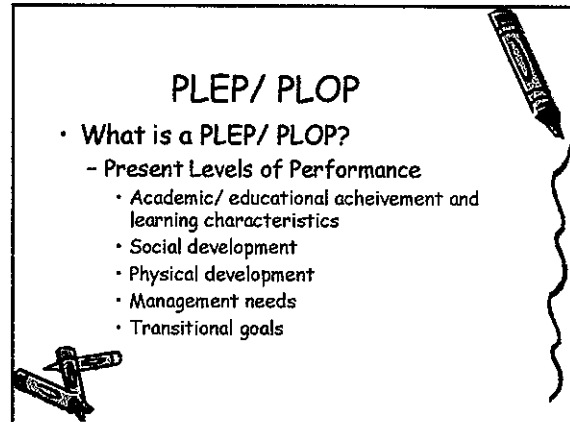 PLEP/ PLOP
• What is a PLEP/ PLOP?
– Present Levels of Performance
• Academic/ educational acheivement and
learning characteristics
• Social development
• Physical development
• Management needs
• Transitional goals